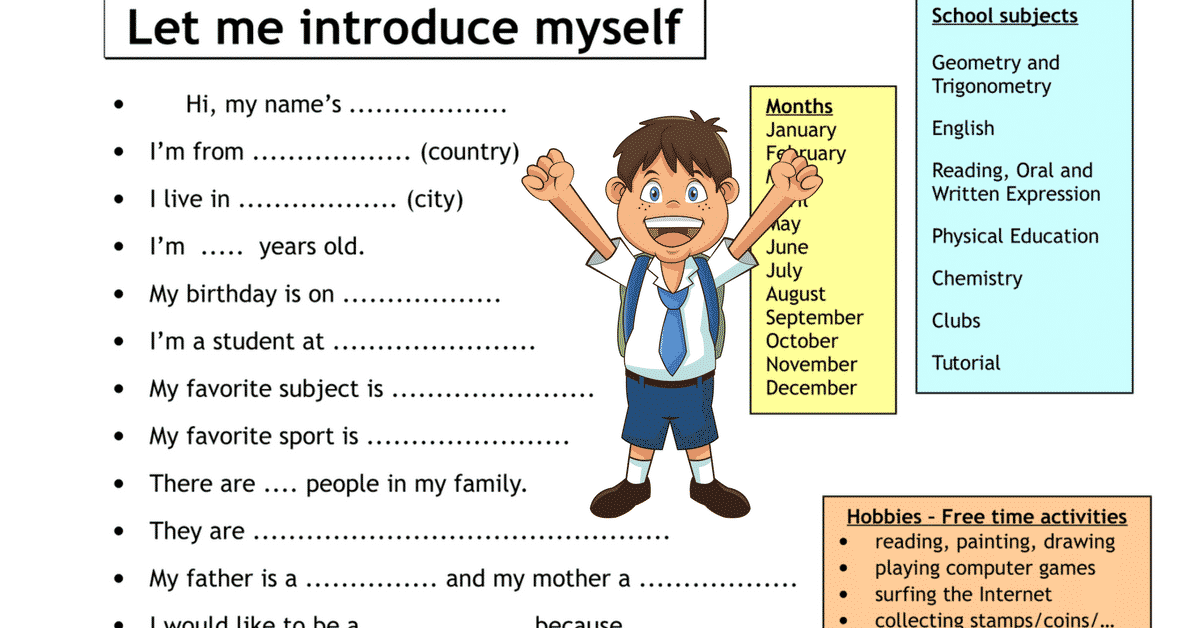 Let me introduce myself
• Hi, my name’s ..................
• I’m from .................. (country)
• I live in .................. (city)
• I’m ..... years old.
• My birthday is on ..................
• I’m a student at .......................
• My favorite subject is .......................
• My favorite sport is .......................
• There are .... people in my family.
• They are ...............................................
• My father is a ............... and my mother a ..................
• I would like to be a because
Months
January
February
May
June
July
August
September
October
November
December
School subjects
Geometry and
Trigonometry
English
Reading, Oral and
Written Expression
Physical Education
Chemistry
Clubs
Tutorial
Hobbies – Free time activities
• reading, painting, drawing
• playing computer games
• surfing the Internet
• collecting stamps/coins/…